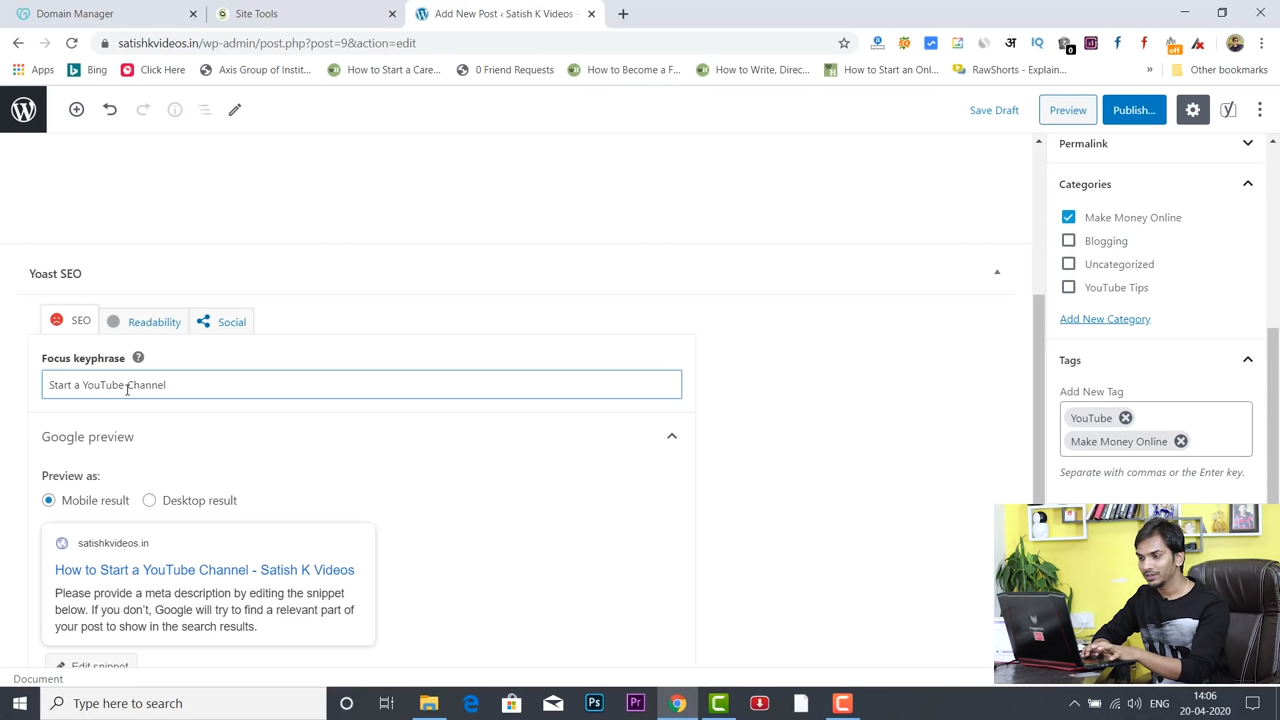 Domain Manager
Site Tools
Add New Post ‹ Satish K Videos -
satishkvideos.in/wp-admin/post.php?post=9&action=edit
अ
IQ
0
off
Apps
Bing
Click Here
Axis Group of Instit...
How to Start a Care...
0 Friend Requests
How to Become a F...
How to Write, Direc...
How to Start an Onl...
RawShorts - Explain...
»
Other bookmarks
Save Draft
Preview
Publish...
Permalink
Categories
Make Money Online
Blogging
Uncategorized
YouTube Tips
Add New Category
Tags
Add New Tag
YouTube
Make Money Online
Separate with commas or the Enter key.
Yoast SEO
SEO
Readability
Social
Focus keyphrase
Start a YouTube Channel
Google preview
Preview as:
Mobile result
Desktop result
satishkvideos.in
How to Start a YouTube Channel - Satish K Videos
Please provide a meta description by editing the snippet
below. If you don't, Google will try to find a relevant part of
your post to show in the search results.
Edit snippet
Document
Type here to search
Ps
Pr
ENG
14:06
20-04-2020